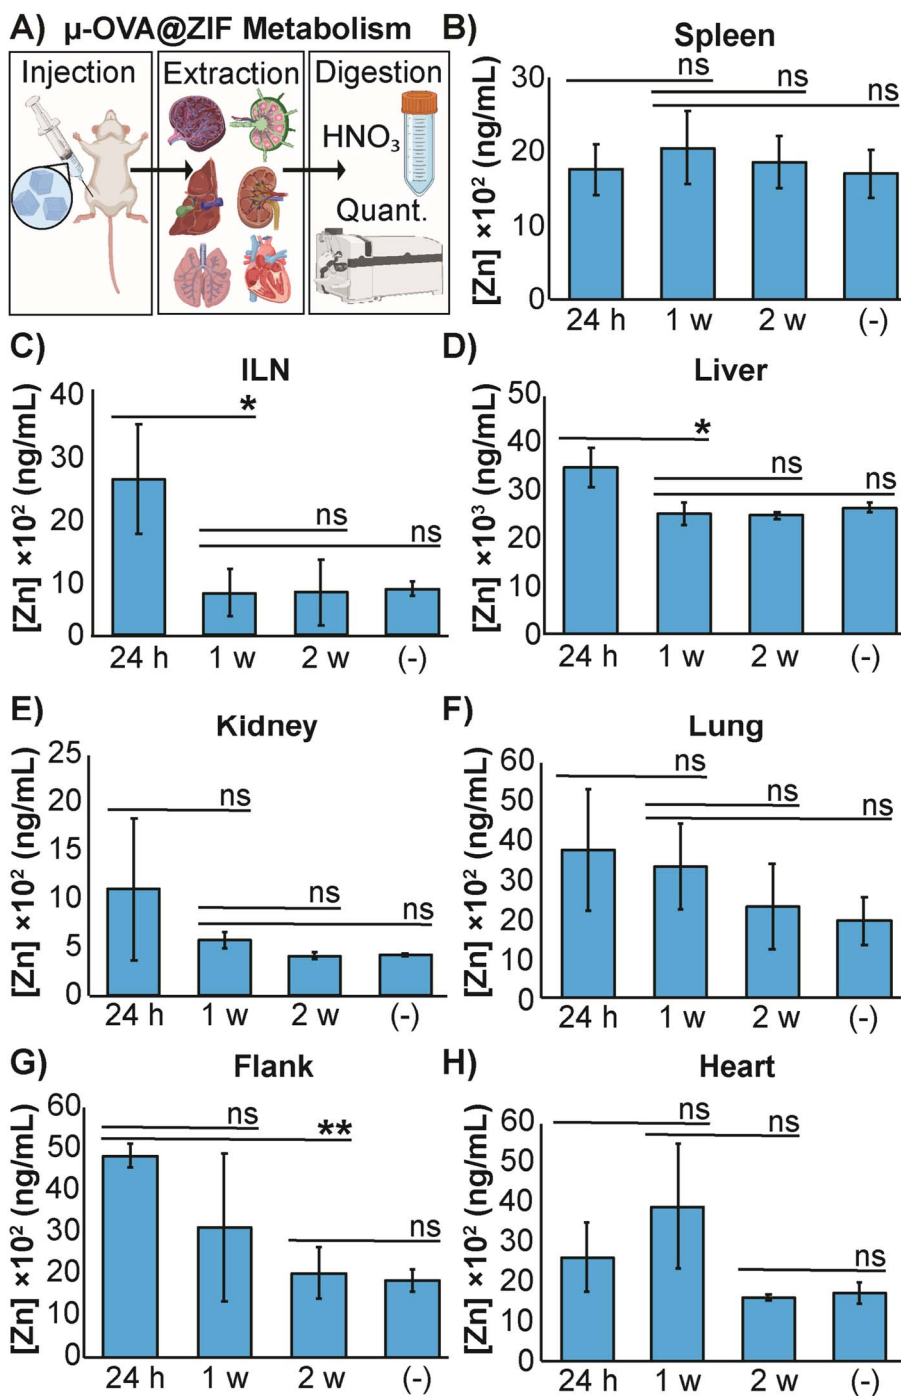 A) μ-OVA@ZIF Metabolism
Injection
Extraction
Digestion
HNO₃
Quant.
B) Spleen
[Zn] ×10² (ng/mL)
30
20
10
0
ns
ns
ns
24 h 1 w 2 w (-)
C) ILN
[Zn] ×10² (ng/mL)
40
30
20
10
0
*
ns
ns
24 h 1 w 2 w (-)
D) Liver
[Zn] ×10³ (ng/mL)
50
40
30
20
10
0
*
ns
ns
24 h 1 w 2 w (-)
E) Kidney
[Zn] ×10² (ng/mL)
25
20
15
10
5
0
ns
ns
ns
24 h 1 w 2 w (-)
F) Lung
[Zn] ×10² (ng/mL)
60
50
40
30
20
10
0
ns
ns
ns
24 h 1 w 2 w (-)
G) Flank
[Zn] ×10² (ng/mL)
60
50
40
30
20
10
0
ns
**
ns
24 h 1 w 2 w (-)
H) Heart
[Zn] ×10² (ng/mL)
60
50
40
30
20
10
0
ns
ns
ns
24 h 1 w 2 w (-)